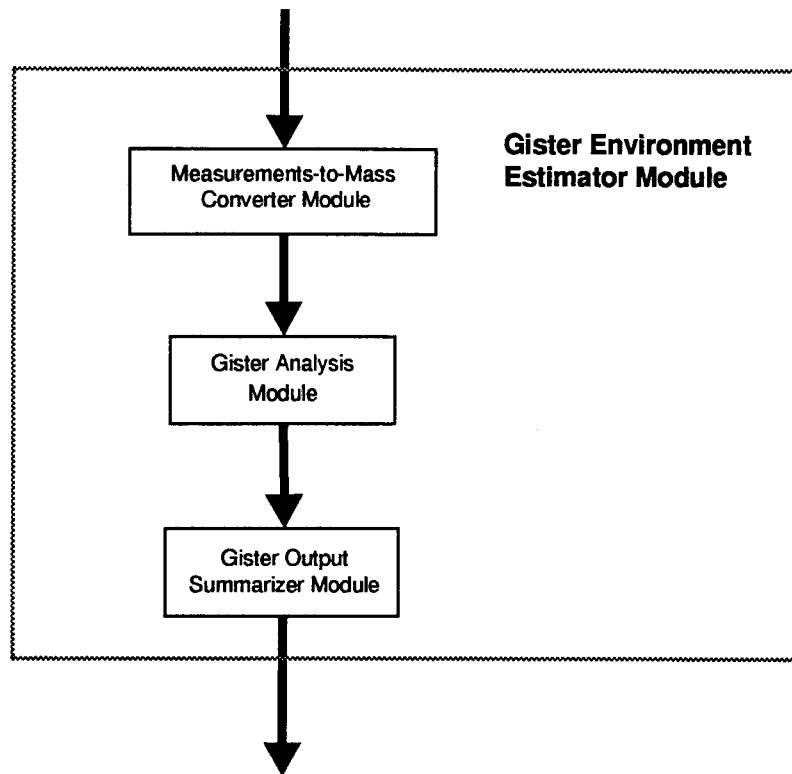 Gister Environment
Estimator Module
Measurements-to-Mass
Converter Module
Gister Analysis
Module
Gister Output
Summarizer Module